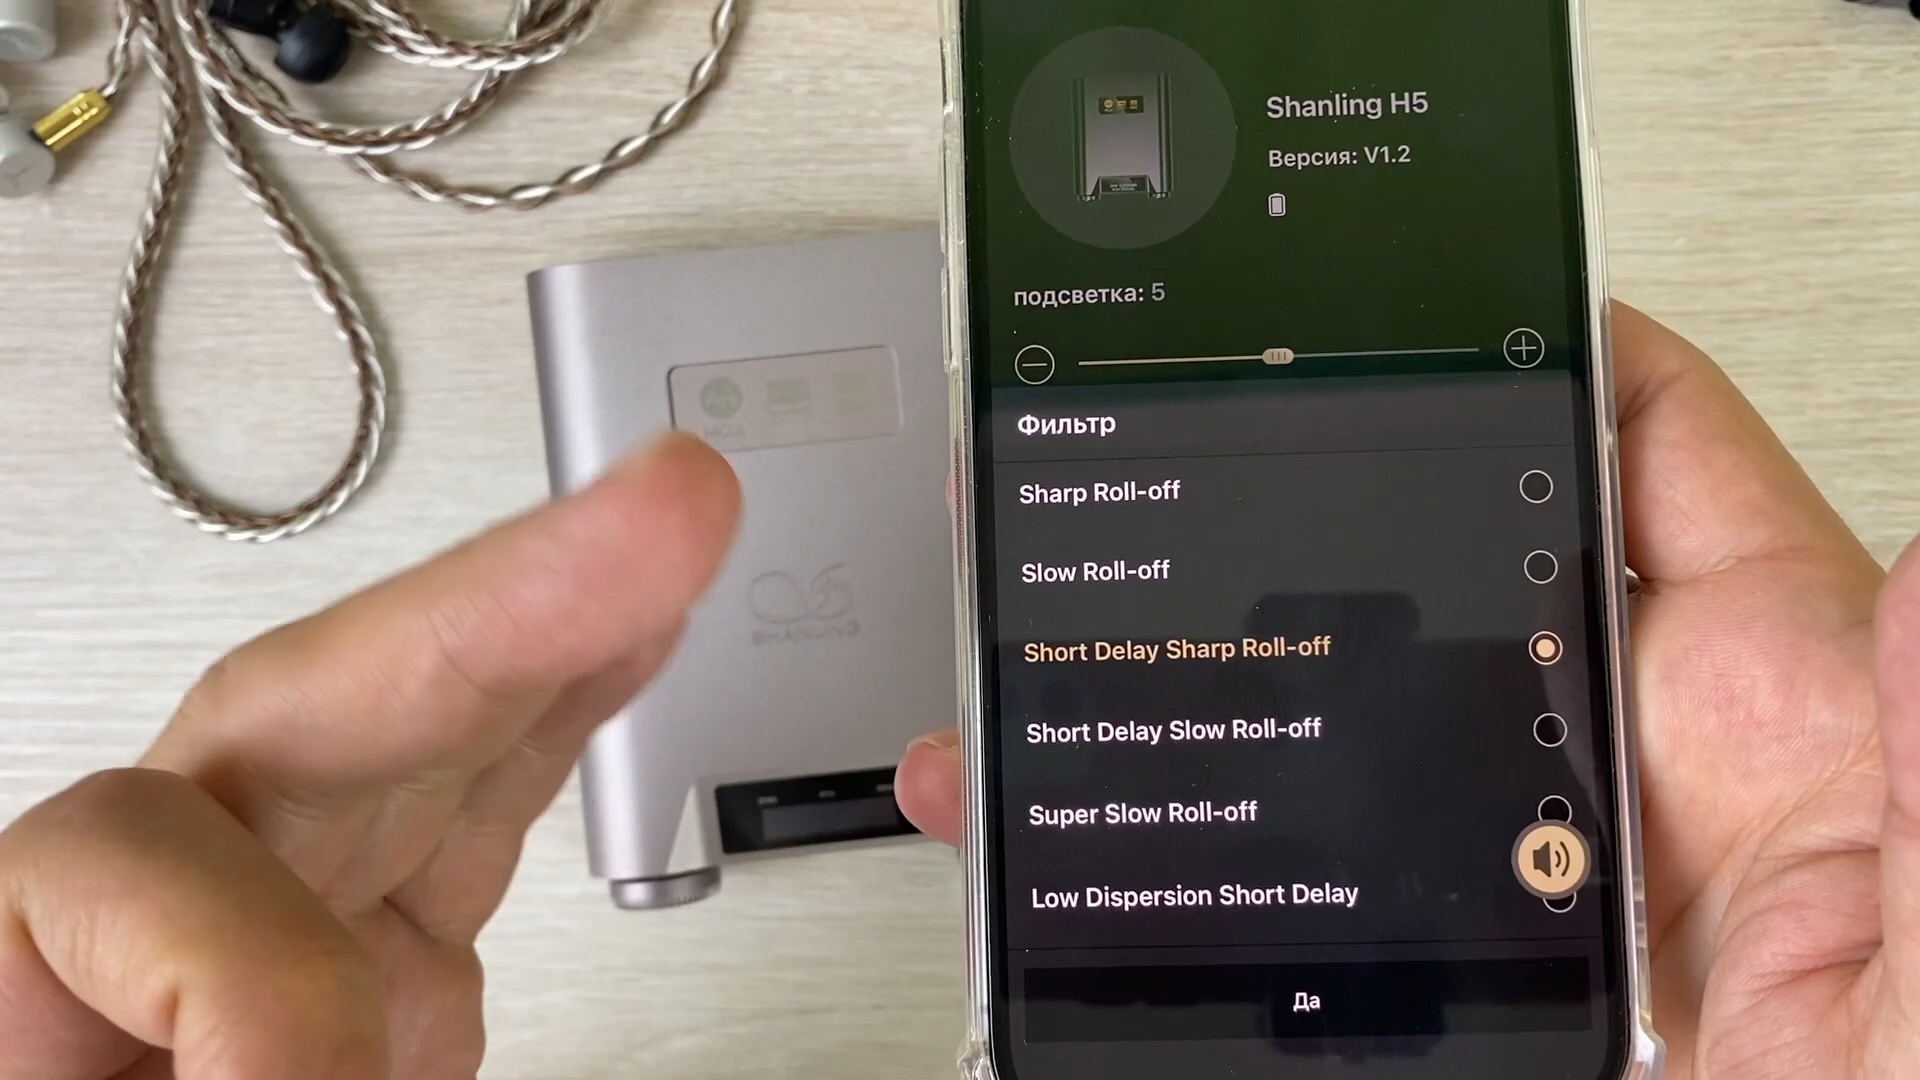 Shanling H5
Версия: V1.2
подсветка: 5
Фильтр
Sharp Roll-off
Slow Roll-off
Short Delay Sharp Roll-off
Short Delay Slow Roll-off
Super Slow Roll-off
Low Dispersion Short Delay
Да
SHANLING